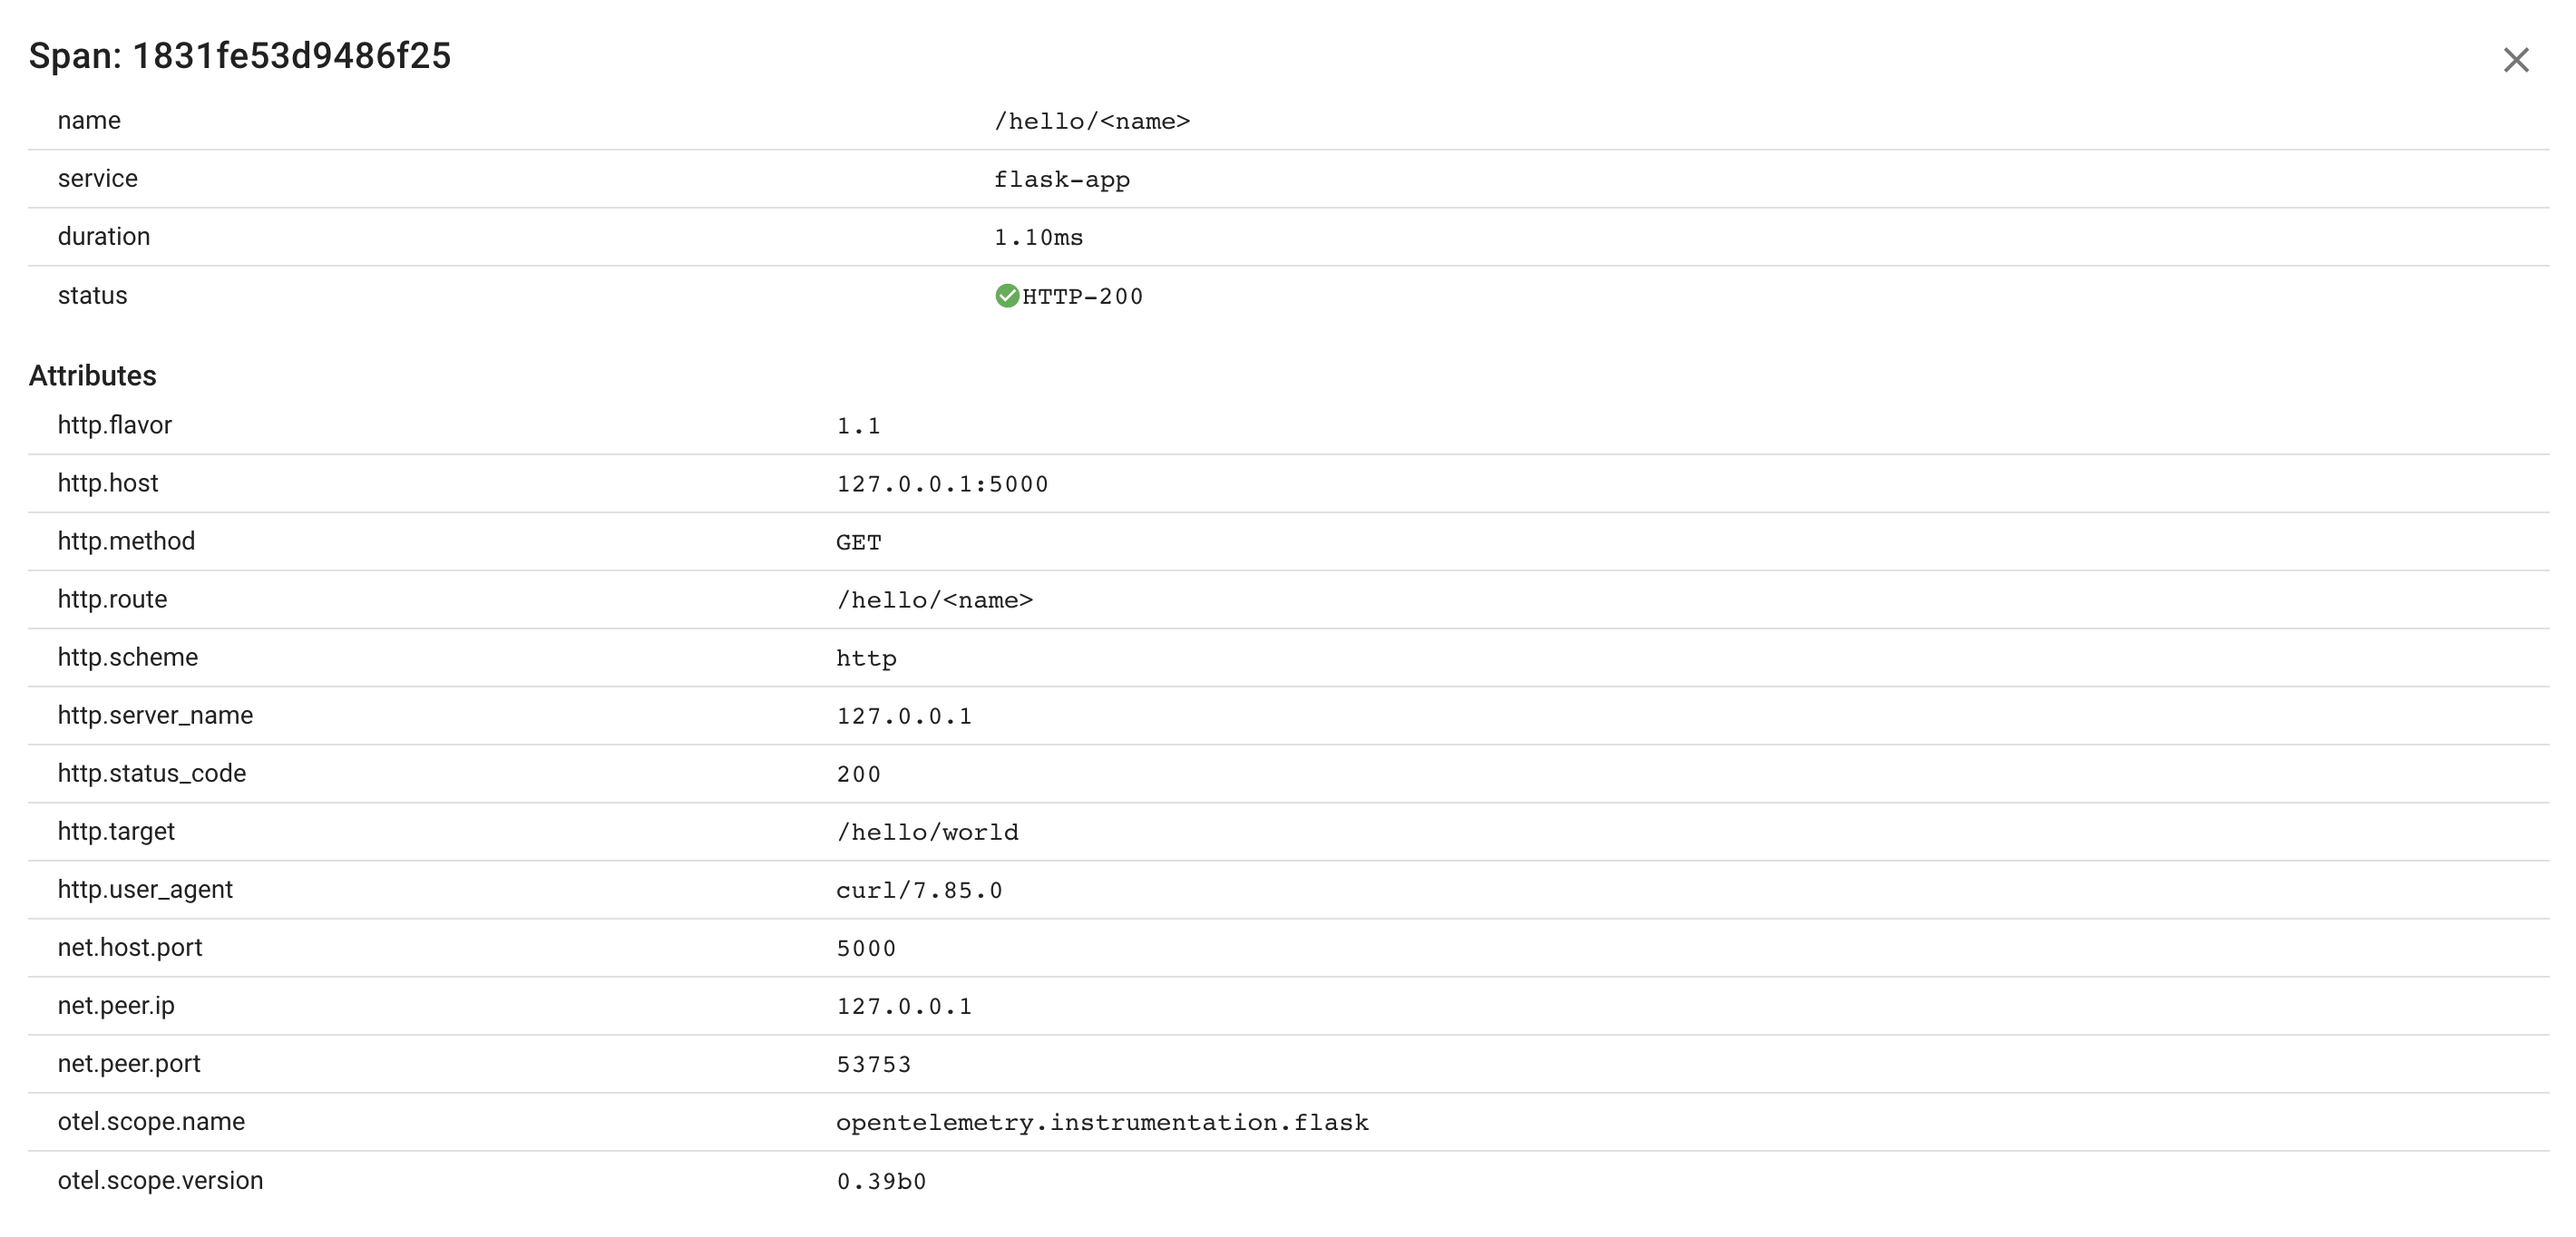 Span: 1831fe53d9486f25
name /hello/<name>
service flask-app
duration 1.10ms
status HTTP-200
Attributes
http.flavor 1.1
http.host 127.0.0.1:5000
http.method GET
http.route /hello/<name>
http.scheme http
http.server_name 127.0.0.1
http.status_code 200
http.target /hello/world
http.user_agent curl/7.85.0
net.host.port 5000
net.peer.ip 127.0.0.1
net.peer.port 53753
otel.scope.name opentelemetry.instrumentation.flask
otel.scope.version 0.39b0